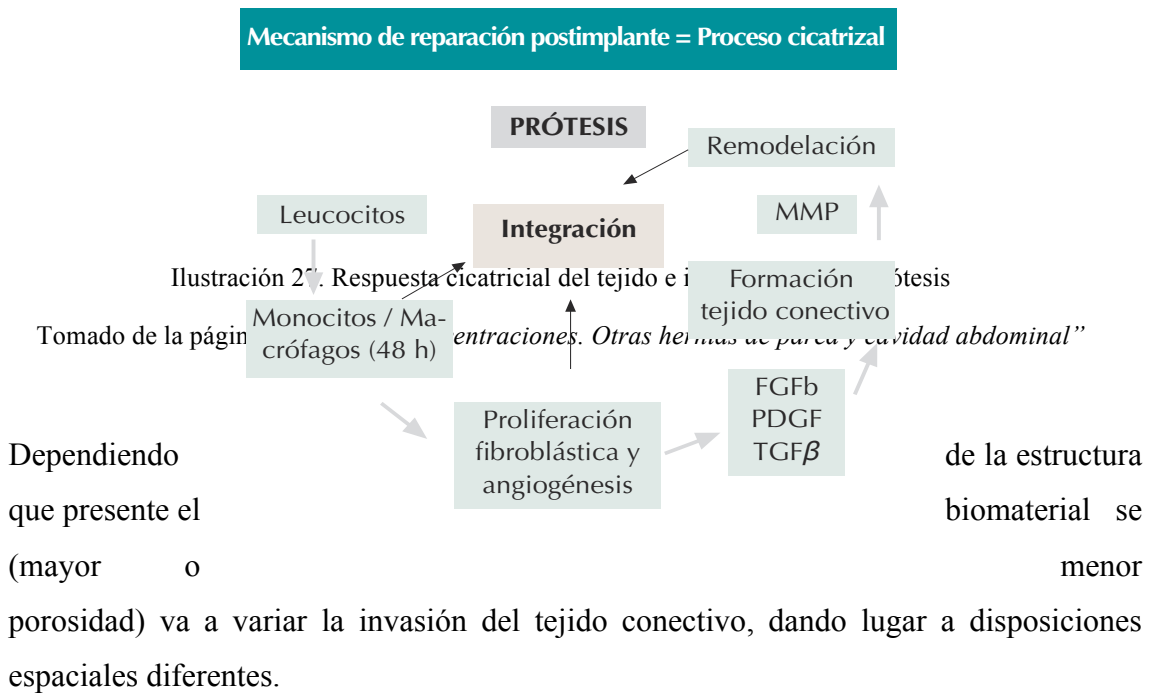 Mecanismo de reparación postimplante = Proceso cicatrizal
PRÓTESIS
Remodelación
Leucocitos
MMP
Integración
Ilustración 27. Respuesta cicatricial del tejido e ótesis
Formación
tejido conectivo
Monocitos / Ma-
crófagos (48 h)
Tomado de la págin entraciones. Otras hernias de pared y cavidad abdominal”
FGFb
PDGF
TGFβ
Proliferación
fibroblástica y
angiogénesis
Dependiendo de la estructura
que presente el biomaterial se
(mayor o menor
porosidad) va a variar la invasión del tejido conectivo, dando lugar a disposiciones
espaciales diferentes.